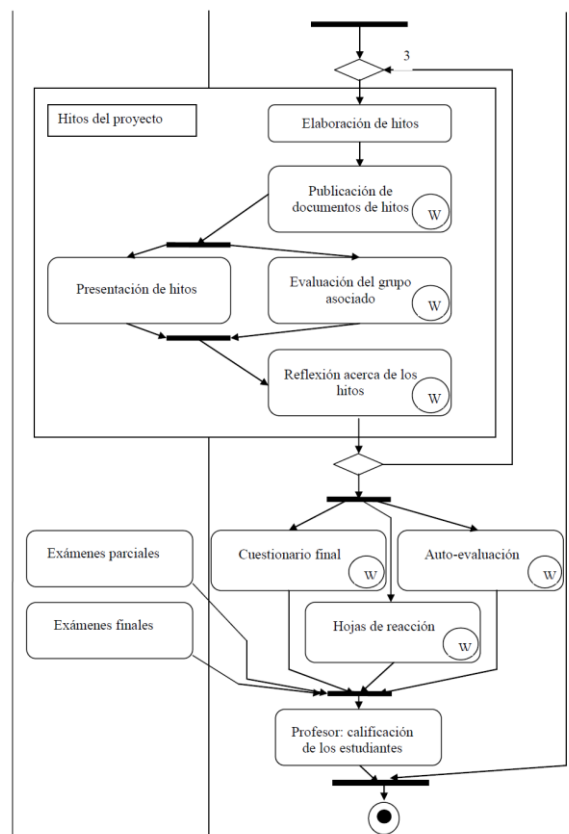 3
Hitos del proyecto
Elaboración de hitos
Publicación de
documentos de hitos
W
Presentación de hitos
Evaluación del grupo
asociado
W
Reflexión acerca de los
hitos
W
Exámenes parciales
Cuestionario final
W
Auto-evaluación
W
Exámenes finales
Hojas de reacción
W
Profesor: calificación
de los estudiantes